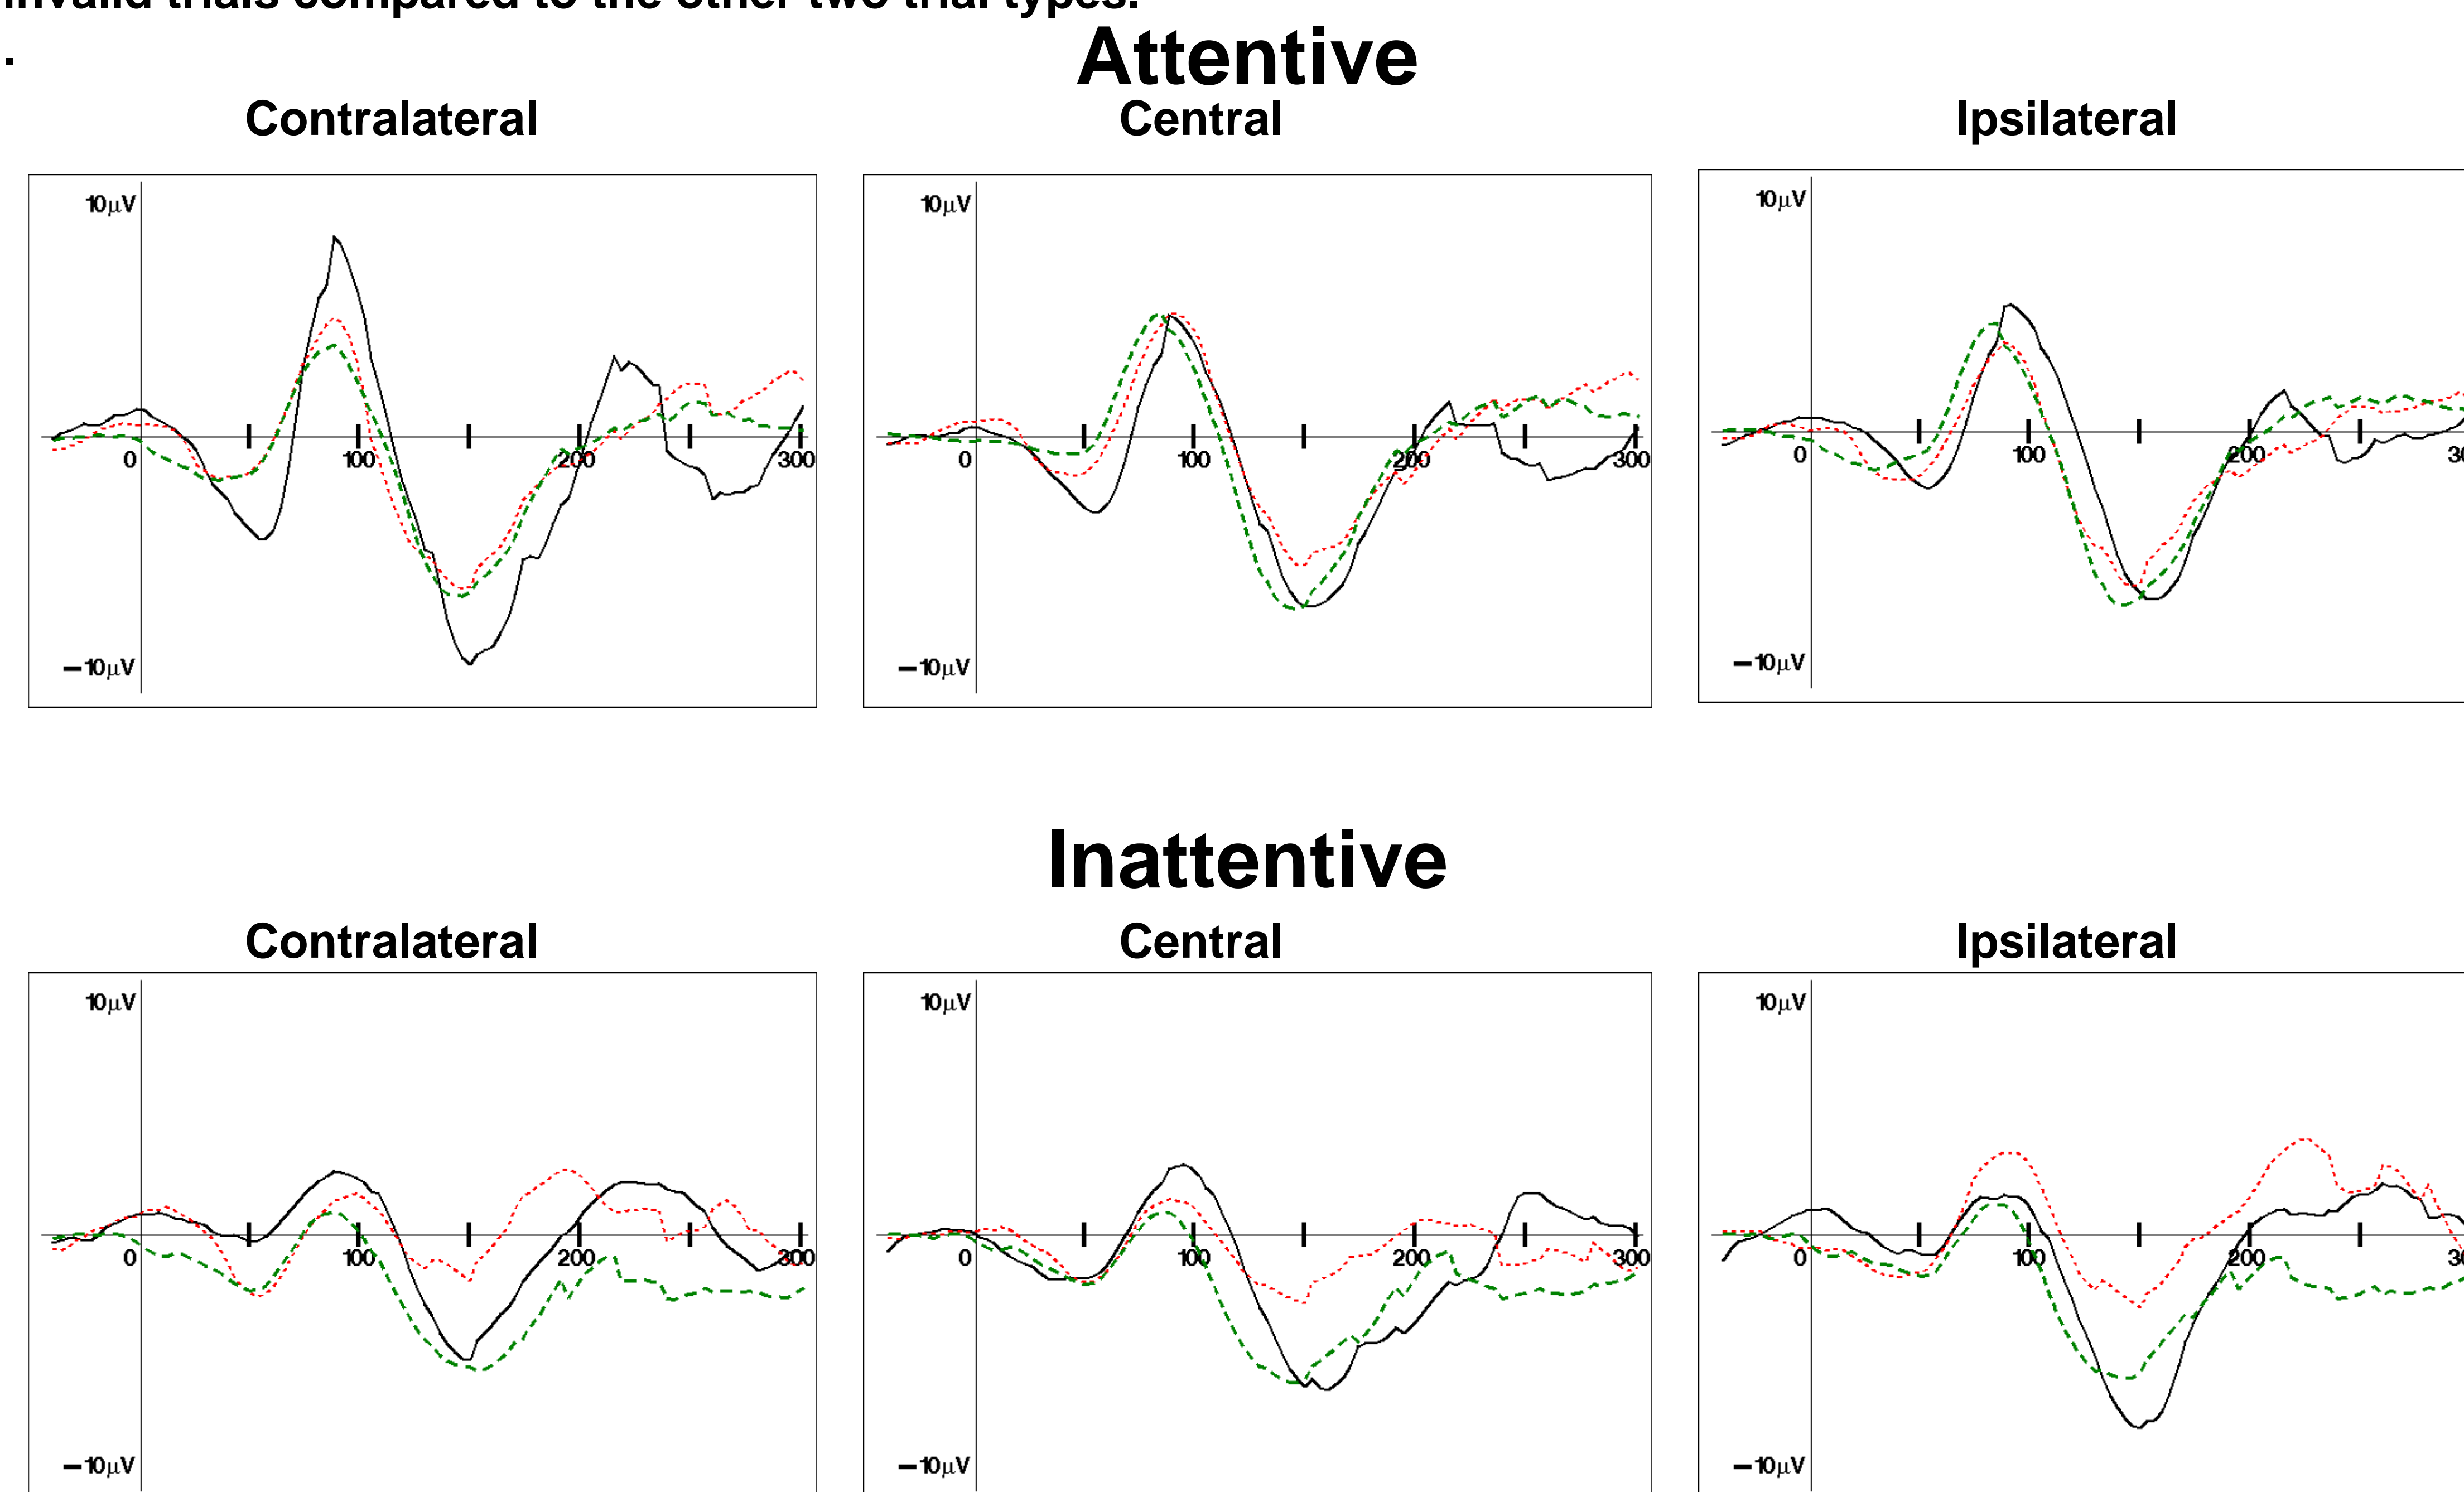 invalid trials compared to the other two trial types.
.
Attentive
Contralateral Central Ipsilateral
10µV 10µV 10µV
0 100 200 300 0 100 200 300 0 100 200
−10µV −10µV −10µV
Inattentive
Contralateral Central Ipsilateral
10µV 10µV 10µV
0 100 200 300 0 100 200 300 0 100 200
−10µV −10µV −10µV